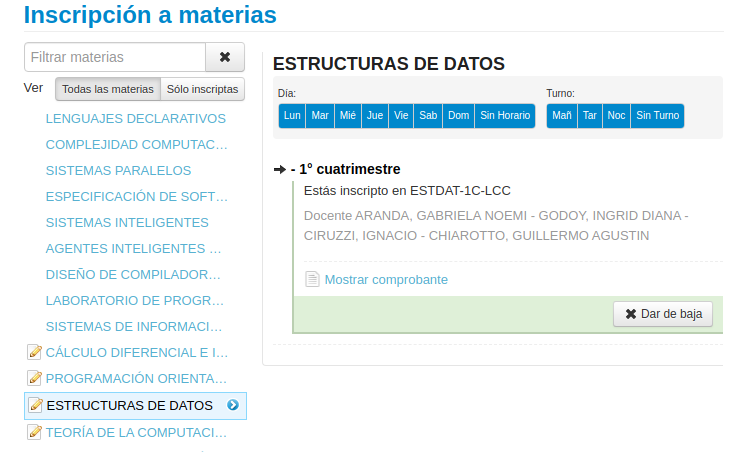 Inscripción a materias
Filtrar materias
Ver Todas las materias Sólo inscriptas
LENGUAJES DECLARATIVOS
COMPLEJIDAD COMPUTAC...
SISTEMAS PARALELOS
ESPECIFICACIÓN DE SOFT...
SISTEMAS INTELIGENTES
AGENTES INTELIGENTES ...
DISEÑO DE COMPILADOR...
LABORATORIO DE PROGR...
SISTEMAS DE INFORMACI...
CÁLCULO DIFERENCIAL E I...
PROGRAMACIÓN ORIENTA...
ESTRUCTURAS DE DATOS
TEORÍA DE LA COMPUTACI...
ESTRUCTURAS DE DATOS
Día: Turno:
Lun Mar Mié Jue Vie Sab Dom Sin Horario Mañ Tar Noc Sin Turno
- 1° cuatrimestre
Estás inscripto en ESTDAT-1C-LCC
Docente ARANDA, GABRIELA NOEMI - GODOY, INGRID DIANA -
CIRUZZI, IGNACIO - CHIAROTTO, GUILLERMO AGUSTIN
Mostrar comprobante
Dar de baja